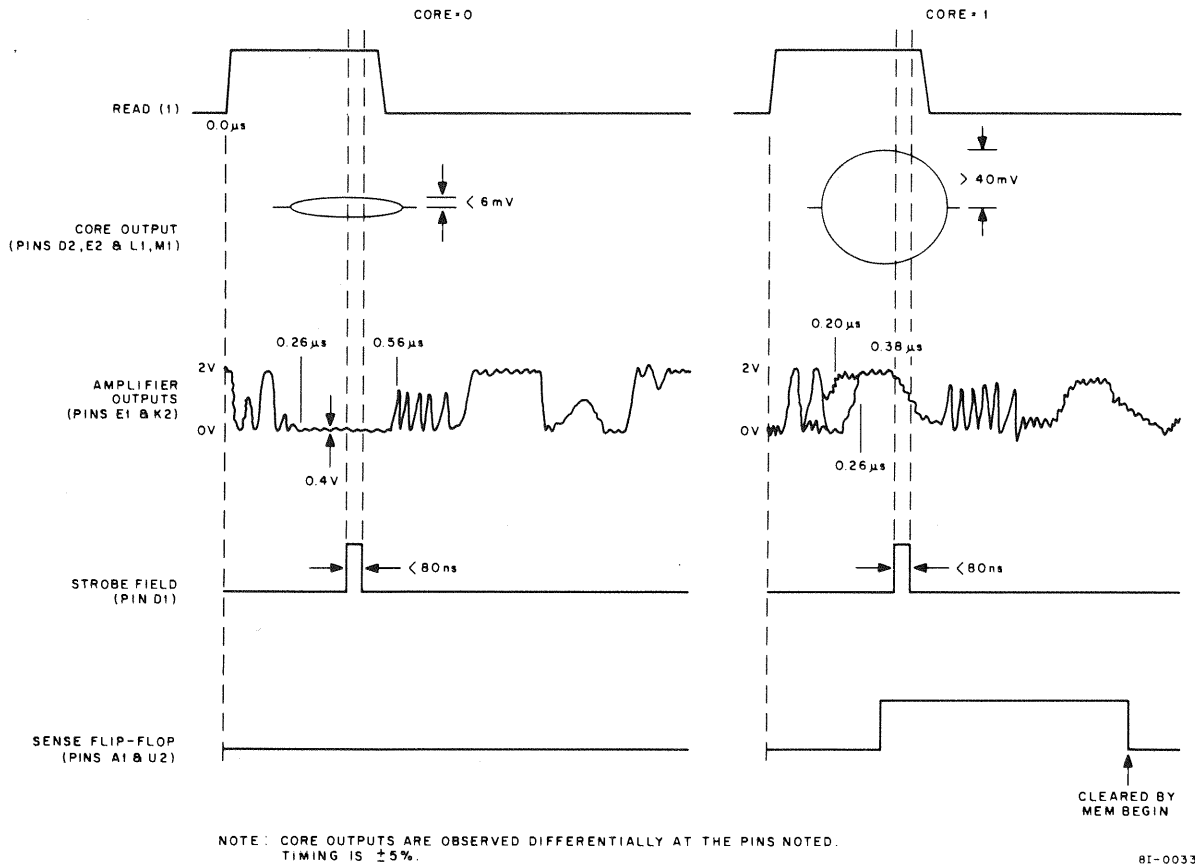 CORE=0
CORE=1
READ (1)
0.0µs
< 6mV
> 40mV
CORE OUTPUT
(PINS D2,E2 & L1,M1)
0.26µs
0.56µs
0.20µs
0.38µs
2V
2V
AMPLIFIER
OUTPUTS
(PINS E1 & K2)
0V
0V
0.4V
0.26µs
STROBE FIELD
(PIN D1)
<80ns
<80ns
SENSE FLIP-FLOP
(PINS A1 & U2)
CLEARED BY
MEM BEGIN
NOTE: CORE OUTPUTS ARE OBSERVED DIFFERENTIALLY AT THE PINS NOTED.
TIMING IS ±5%.
8I-0033